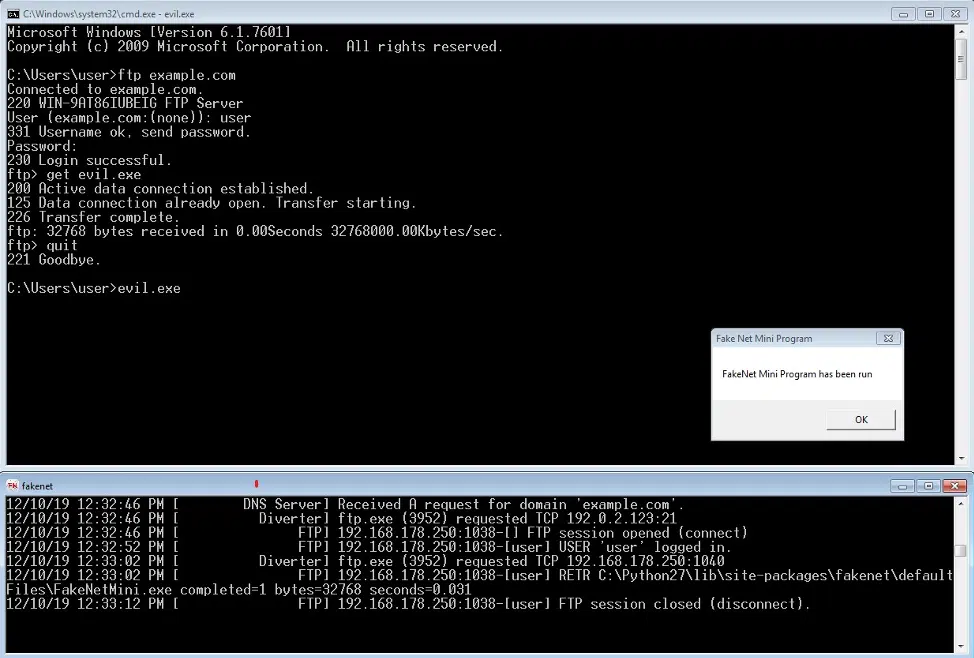 C:\Windows\system32\cmd.exe - evil.exe
Microsoft Windows [Version 6.1.7601]
Copyright (c) 2009 Microsoft Corporation.  All rights reserved.
C:\Users\user>ftp example.com
Connected to example.com.
220 WIN-9AT86IUBEIG FTP Server
User (example.com:(none)): user
331 Username ok, send password.
Password:
230 Login successful.
ftp> get evil.exe
200 Active data connection established.
125 Data connection already open. Transfer starting.
226 Transfer complete.
ftp: 32768 bytes received in 0.00Seconds 32768000.00Kbytes/sec.
ftp> quit
221 Goodbye.
C:\Users\user>evil.exe
Fake Net Mini Program
FakeNet Mini Program has been run
OK
FN fakenet
12/10/19 12:32:46 PM [        DNS Server] Received A request for domain 'example.com'.
12/10/19 12:32:46 PM [          Diverter] ftp.exe (3952) requested TCP 192.0.2.123:21
12/10/19 12:32:46 PM [               FTP] 192.168.178.250:1038-[] FTP session opened (connect)
12/10/19 12:32:52 PM [               FTP] 192.168.178.250:1038-[user] USER 'user' logged in.
12/10/19 12:33:02 PM [          Diverter] ftp.exe (3952) requested TCP 192.168.178.250:1040
12/10/19 12:33:02 PM [               FTP] 192.168.178.250:1038-[user] RETR C:\Python27\lib\site-packages\fakenet\default
Files\FakeNetMini.exe completed=1 bytes=32768 seconds=0.031
12/10/19 12:33:12 PM [               FTP] 192.168.178.250:1038-[user] FTP session closed (disconnect).